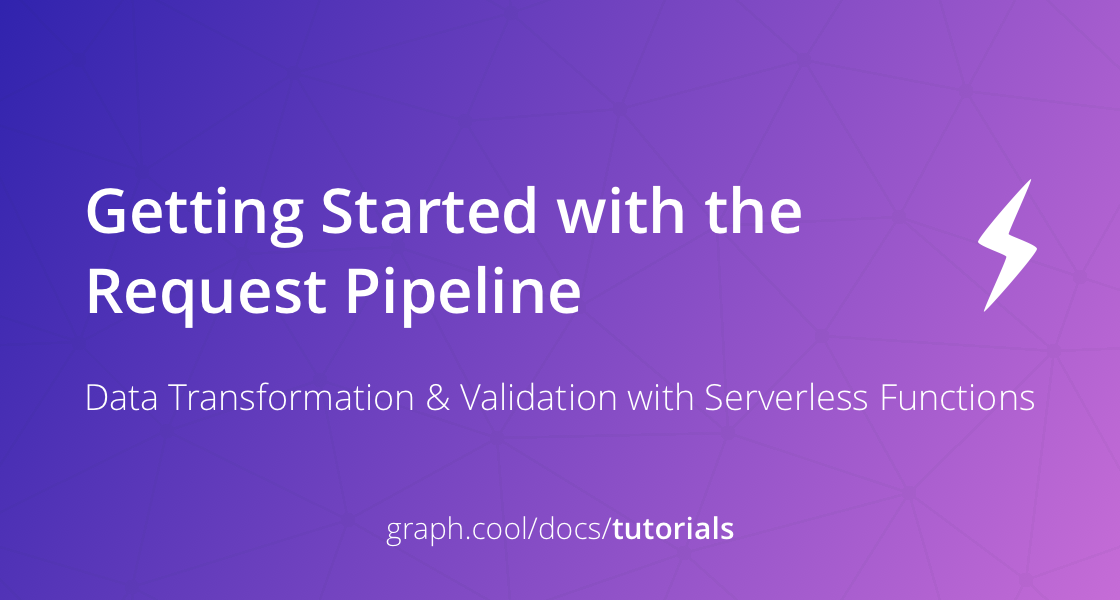 Getting Started with the
Request Pipeline
Data Transformation & Validation with Serverless Functions
graph.cool/docs/tutorials